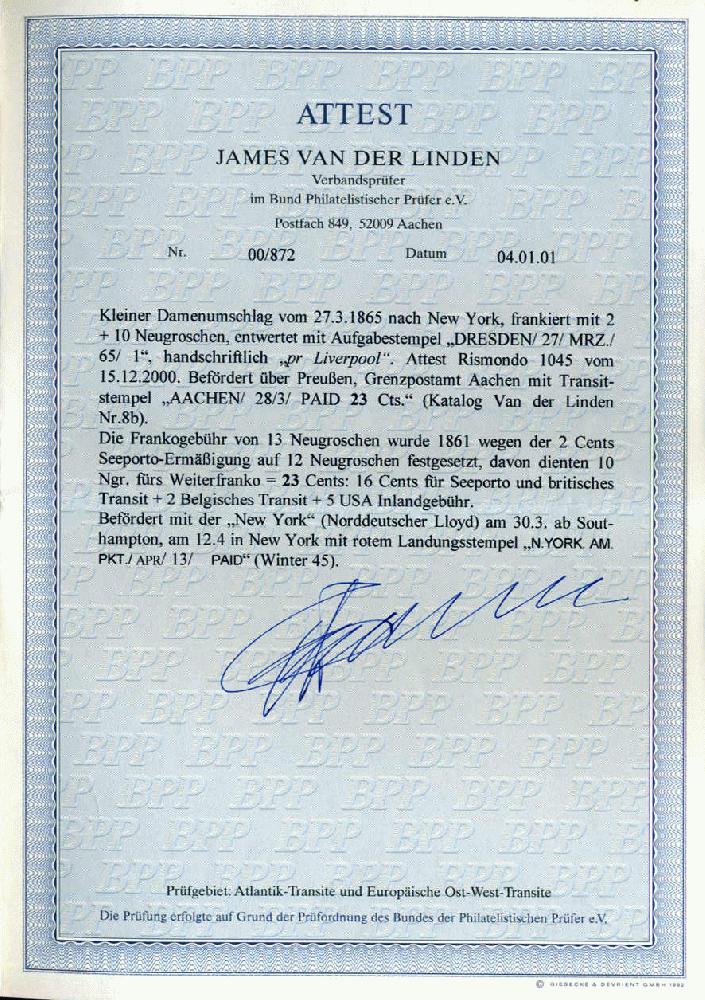 ATTEST
JAMES VAN DER LINDEN
Verbandsprüfer
im Bund Philatelistischer Prüfer e.V.
Postfach 849, 52009 Aachen
Nr. 00/872 Datum 04.01.01
Kleiner Damenumschlag vom 27.3.1865 nach New York, frankiert mit 2
+ 10 Neugroschen, entwertet mit Aufgabestempel „DRESDEN/ 27/ MRZ./
65/ 1“, handschriftlich „pr Liverpool“. Attest Rismondo 1045 vom
15.12.2000. Befördert über Preußen, Grenzpostamt Aachen mit Transit-
stempel „AACHEN/ 28/3/ PAID 23 Cts.“ (Katalog Van der Linden
Nr.8b).
Die Frankogebühr von 13 Neugroschen wurde 1861 wegen der 2 Cents
Seeporto-Ermäßigung auf 12 Neugroschen festgesetzt, davon dienten 10
Ngr. fürs Weiterfranko = 23 Cents: 16 Cents für Seeporto und britisches
Transit + 2 Belgisches Transit + 5 USA Inlandgebühr.
Befördert mit der „New York“ (Norddeutscher Lloyd) am 30.3. ab Sout-
hampton, am 12.4 in New York mit rotem Landungsstempel „N.YORK. AM.
PKT./ APR/ 13/ PAID“ (Winter 45).
Prüfgebiet: Atlantik-Transite und Europäische Ost-West-Transite
Die Prüfung erfolgte auf Grund der Prüfordnung des Bundes der Philatelistischen Prüfer e.V.
© GIESECKE & DEVRIENT GMBH 1992